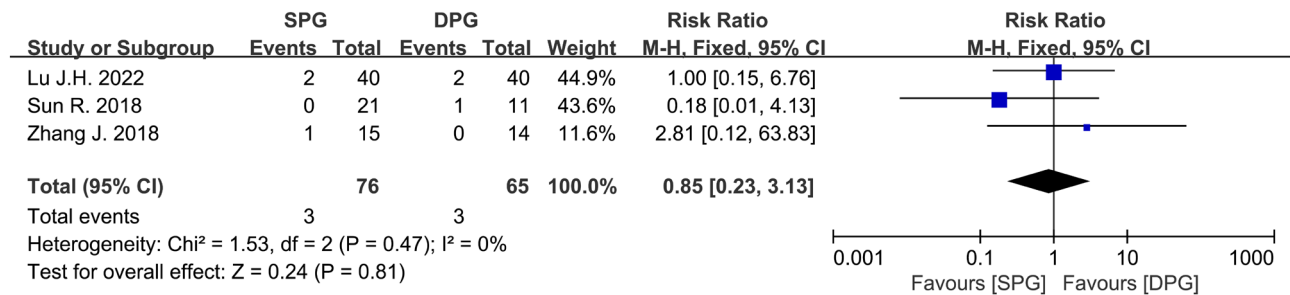 SPG DPG Risk Ratio Risk Ratio
Study or Subgroup Events Total Events Total Weight M-H, Fixed, 95% CI M-H, Fixed, 95% CI
Lu J.H. 2022 2 40 2 40 44.9% 1.00 [0.15, 6.76]
Sun R. 2018 0 21 1 11 43.6% 0.18 [0.01, 4.13]
Zhang J. 2018 1 15 0 14 11.6% 2.81 [0.12, 63.83]
Total (95% CI) 76 65 100.0% 0.85 [0.23, 3.13]
Total events 3 3
Heterogeneity: Chi² = 1.53, df = 2 (P = 0.47); I² = 0%
Test for overall effect: Z = 0.24 (P = 0.81)
0.001 0.1 1 10 1000
Favours [SPG] Favours [DPG]